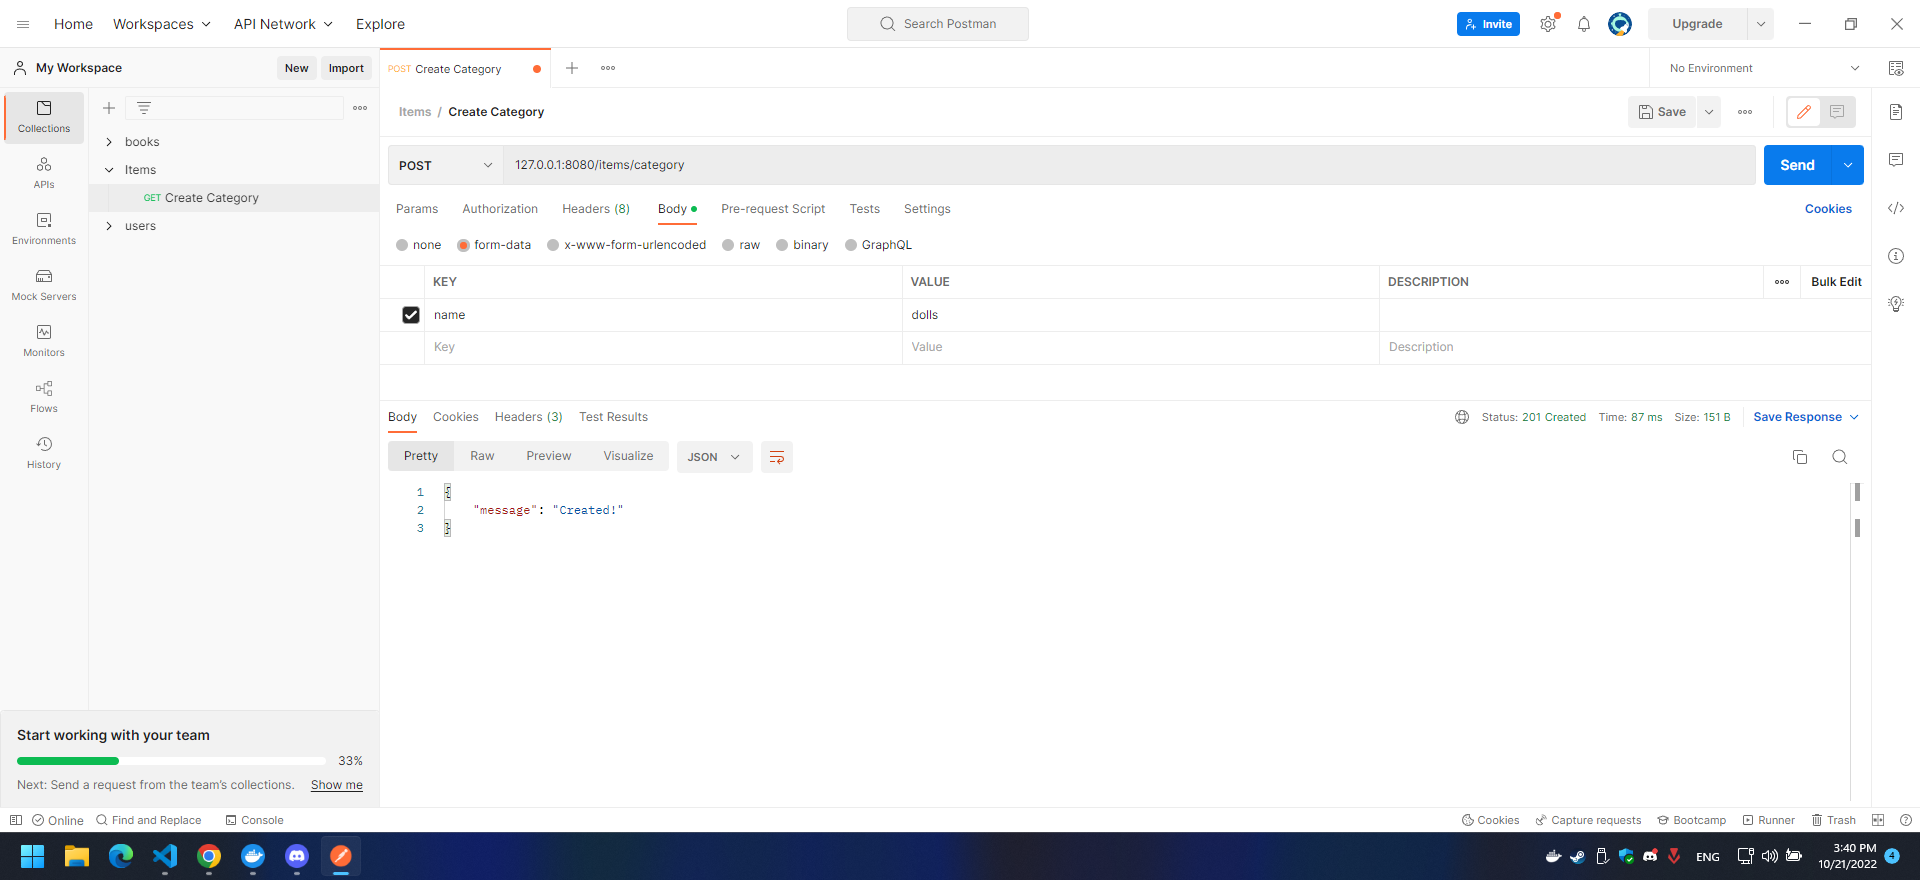 Home Workspaces API Network Explore Search Postman Invite Upgrade
My Workspace New Import POST Create Category No Environment
Collections
APIs
Environments
Mock Servers
Monitors
Flows
History
books
Items
GET Create Category
users
Items / Create Category Save
POST 127.0.0.1:8080/items/category Send
Params Authorization Headers (8) Body Pre-request Script Tests Settings Cookies
none form-data x-www-form-urlencoded raw binary GraphQL
KEY VALUE DESCRIPTION Bulk Edit
name dolls
Key Value Description
Body Cookies Headers (3) Test Results Status: 201 Created Time: 87 ms Size: 151 B Save Response
Pretty Raw Preview Visualize JSON
1 {
2 "message": "Created!"
3 }
Start working with your team
33%
Next: Send a request from the team's collections. Show me
Online Find and Replace Console Cookies Capture requests Bootcamp Runner Trash
ENG 3:40 PM
10/21/2022 4